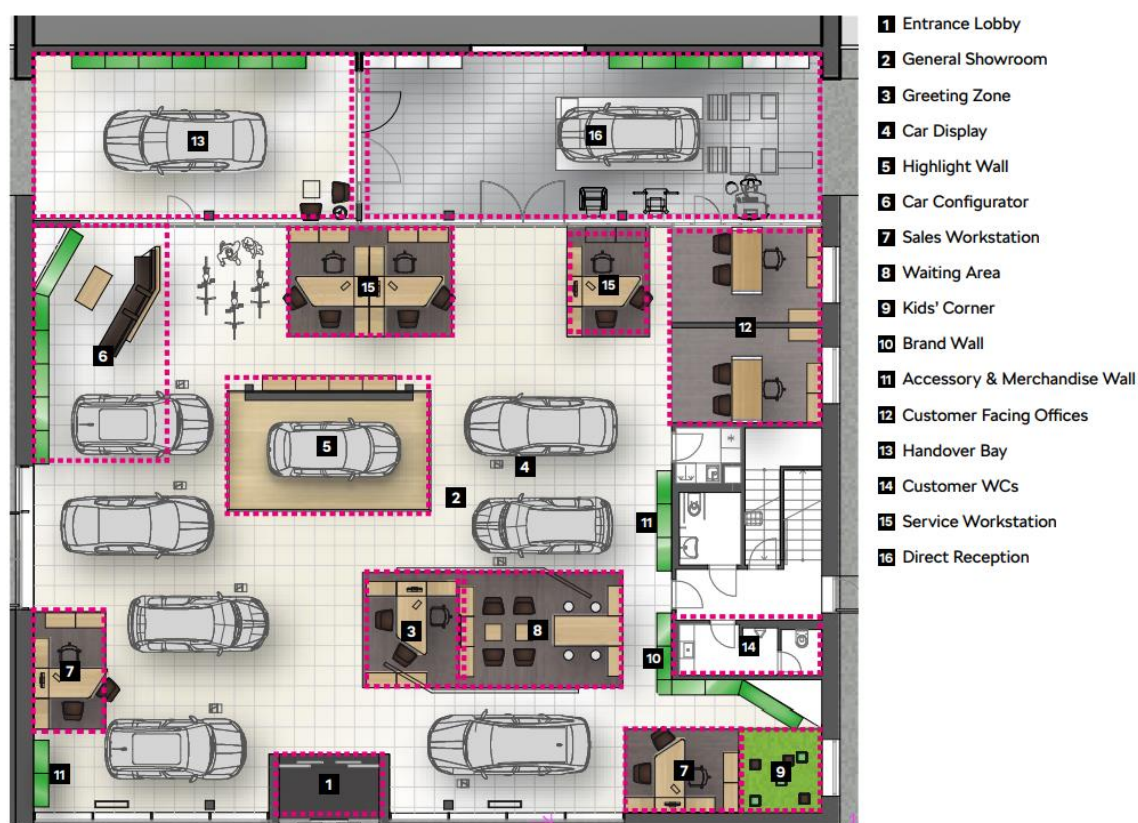 1 Entrance Lobby
2 General Showroom
3 Greeting Zone
4 Car Display
5 Highlight Wall
6 Car Configurator
7 Sales Workstation
8 Waiting Area
9 Kids' Corner
10 Brand Wall
11 Accessory & Merchandise Wall
12 Customer Facing Offices
13 Handover Bay
14 Customer WCs
15 Service Workstation
16 Direct Reception
13
16
15
15
12
6
5
4
2
11
3
8
10
14
7
11
1
7
9